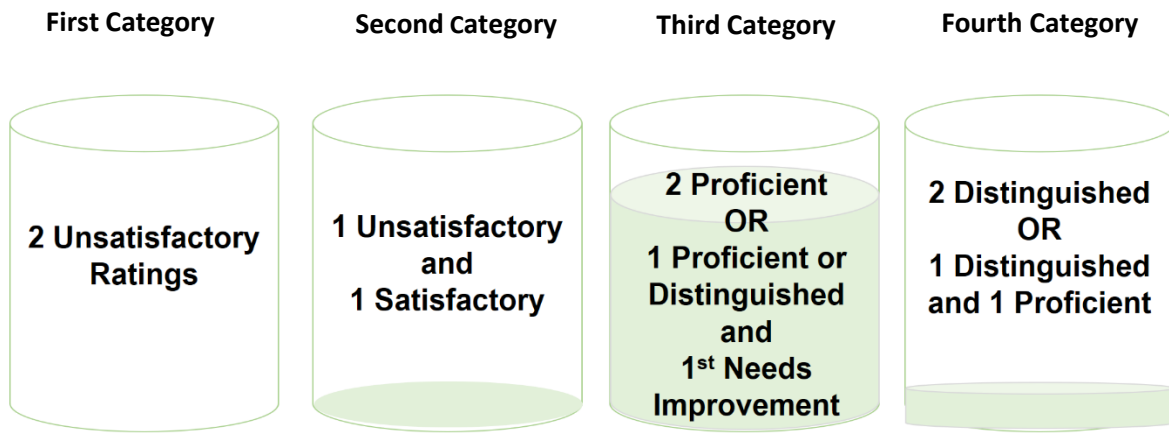 First Category
Second Category
Third Category
Fourth Category
2 Unsatisfactory
Ratings
1 Unsatisfactory
and
1 Satisfactory
2 Proficient
OR
1 Proficient or
Distinguished
and
1st Needs
Improvement
2 Distinguished
OR
1 Distinguished
and 1 Proficient